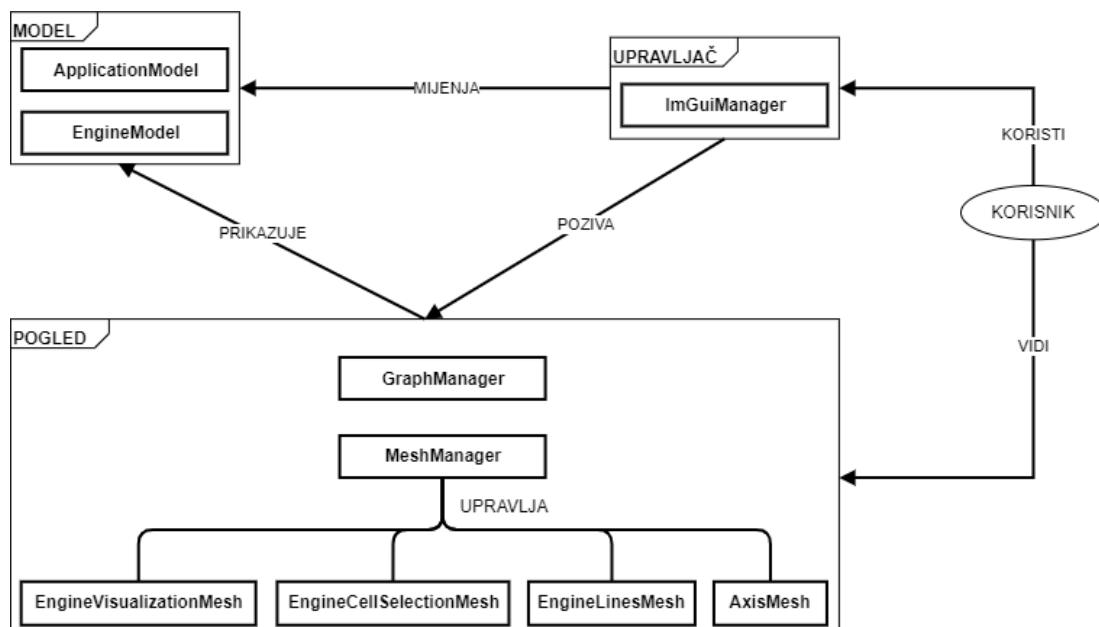 MODEL
ApplicationModel
EngineModel
MIJENJA
UPRAVLJAČ
ImGuiManager
KORISTI
KORISNIK
PRIKAZUJE
POZIVA
VIDI
POGLED
GraphManager
MeshManager
UPRAVLJA
EngineVisualizationMesh
EngineCellSelectionMesh
EngineLinesMesh
AxisMesh